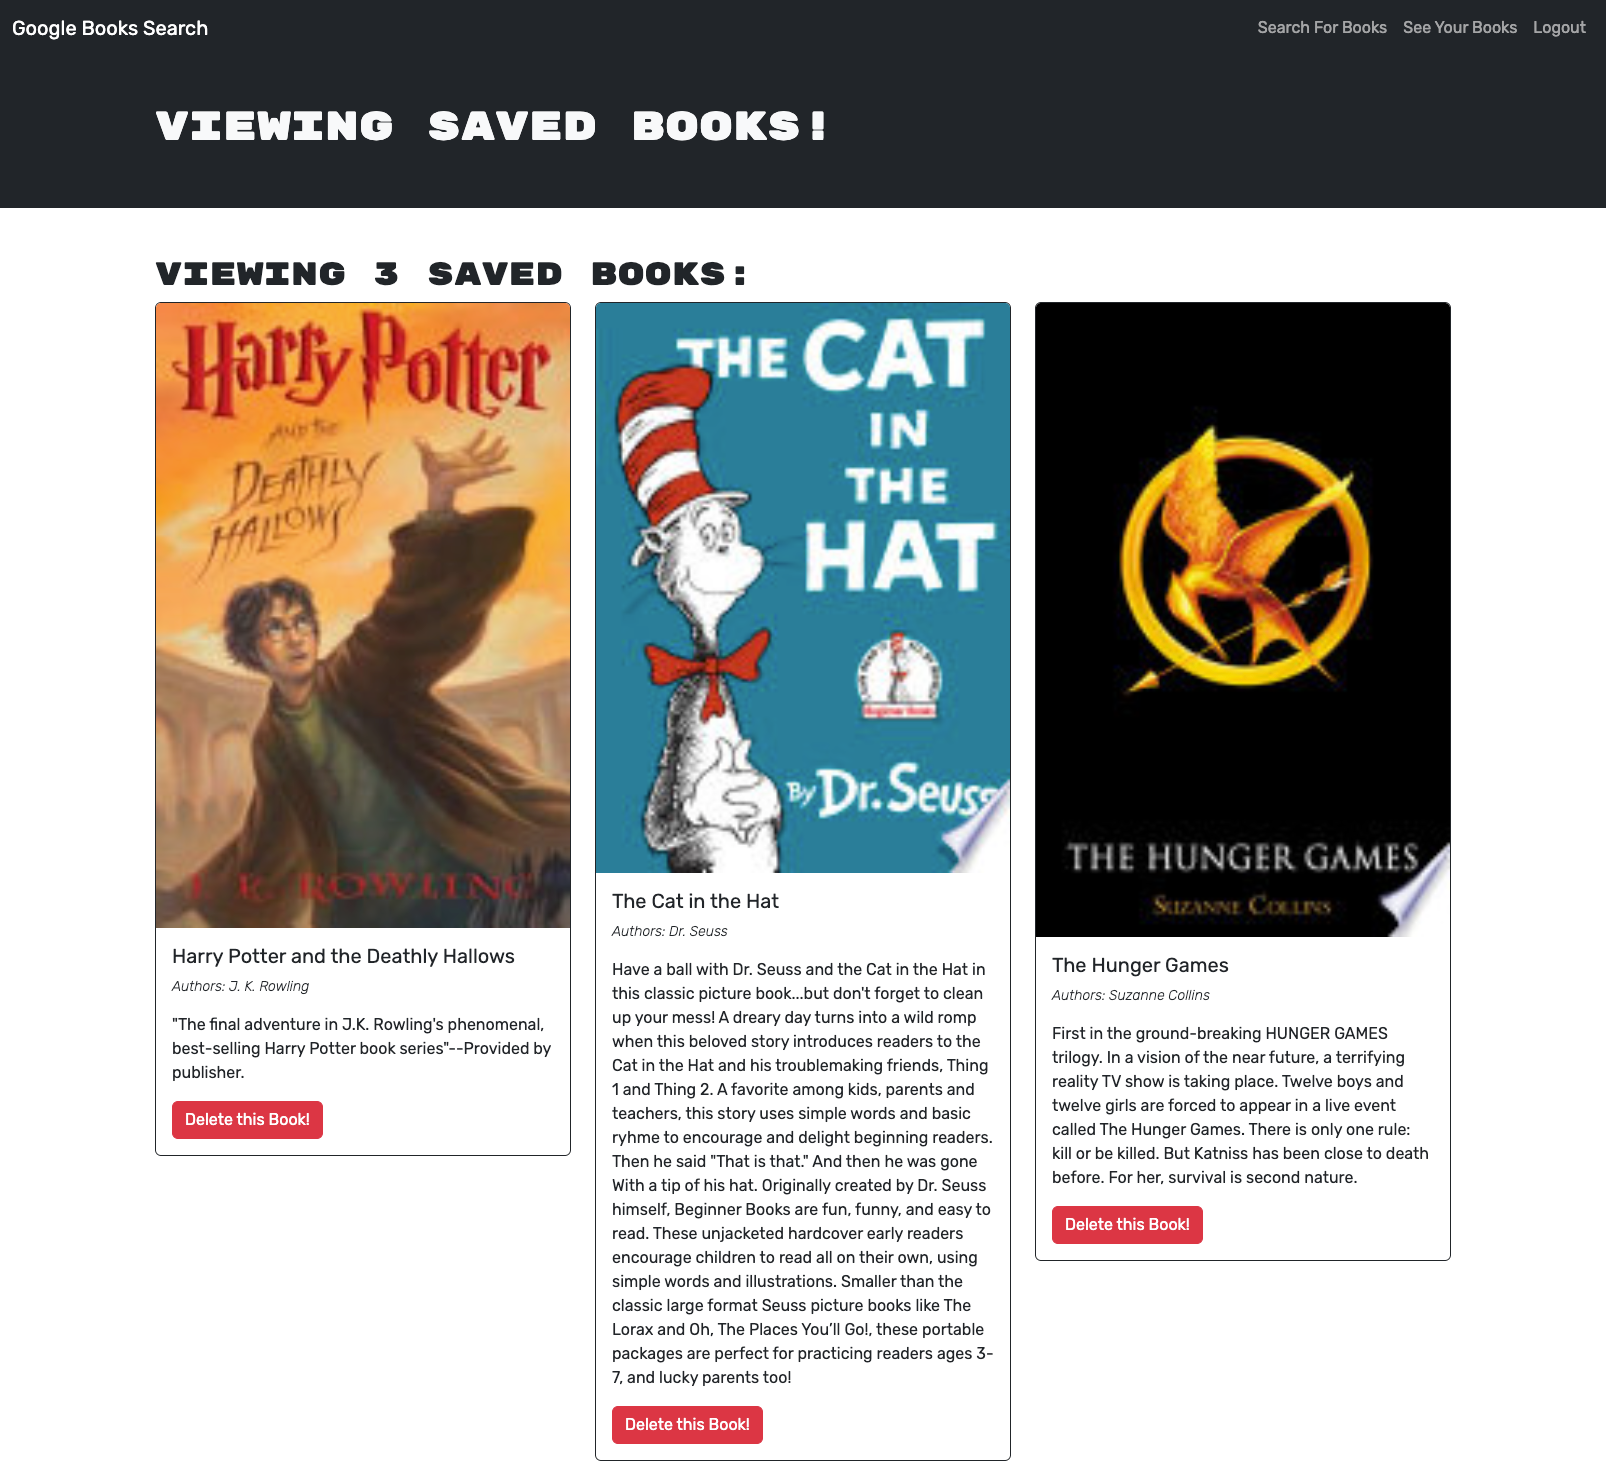 Google Books Search
Search For Books
See Your Books
Logout
VIEWING SAVED BOOKS!
VIEWING 3 SAVED BOOKS:
Harry Potter
AND THE
DEATHLY
HALLOWS
J. K. ROWLING
Harry Potter and the Deathly Hallows
Authors: J. K. Rowling
"The final adventure in J.K. Rowling's phenomenal,
best-selling Harry Potter book series"--Provided by
publisher.
Delete this Book!
THE CAT
IN
THE
HAT
Beginner Books
By Dr. Seuss
The Cat in the Hat
Authors: Dr. Seuss
Have a ball with Dr. Seuss and the Cat in the Hat in
this classic picture book...but don't forget to clean
up your mess! A dreary day turns into a wild romp
when this beloved story introduces readers to the
Cat in the Hat and his troublemaking friends, Thing
1 and Thing 2. A favorite among kids, parents and
teachers, this story uses simple words and basic
ryhme to encourage and delight beginning readers.
Then he said "That is that." And then he was gone
With a tip of his hat. Originally created by Dr. Seuss
himself, Beginner Books are fun, funny, and easy to
read. These unjacketed hardcover early readers
encourage children to read all on their own, using
simple words and illustrations. Smaller than the
classic large format Seuss picture books like The
Lorax and Oh, The Places You’ll Go!, these portable
packages are perfect for practicing readers ages 3-
7, and lucky parents too!
Delete this Book!
THE HUNGER GAMES
SUZANNE COLLINS
The Hunger Games
Authors: Suzanne Collins
First in the ground-breaking HUNGER GAMES
trilogy. In a vision of the near future, a terrifying
reality TV show is taking place. Twelve boys and
twelve girls are forced to appear in a live event
called The Hunger Games. There is only one rule:
kill or be killed. But Katniss has been close to death
before. For her, survival is second nature.
Delete this Book!